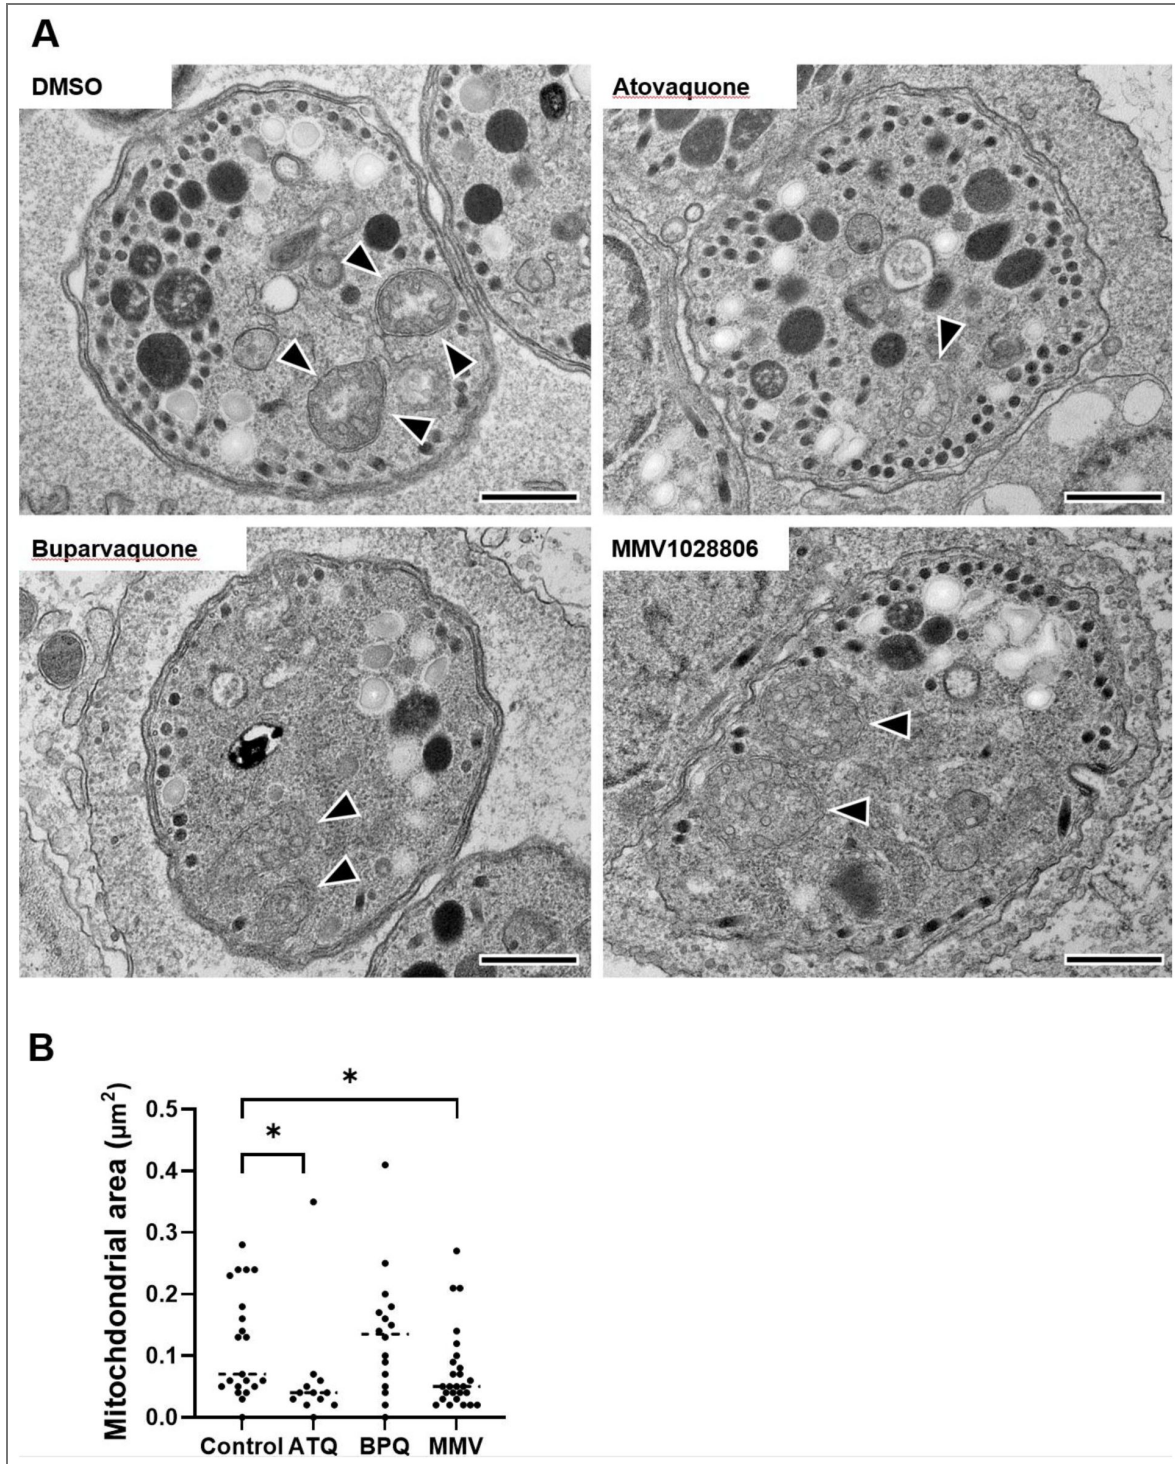 A
DMSO
Atovaquone
Buparvaquone
MMV1028806
B
*
*
Mitochdondrial area (µm²)
0.5
0.4
0.3
0.2
0.1
0.0
Control ATQ BPQ MMV